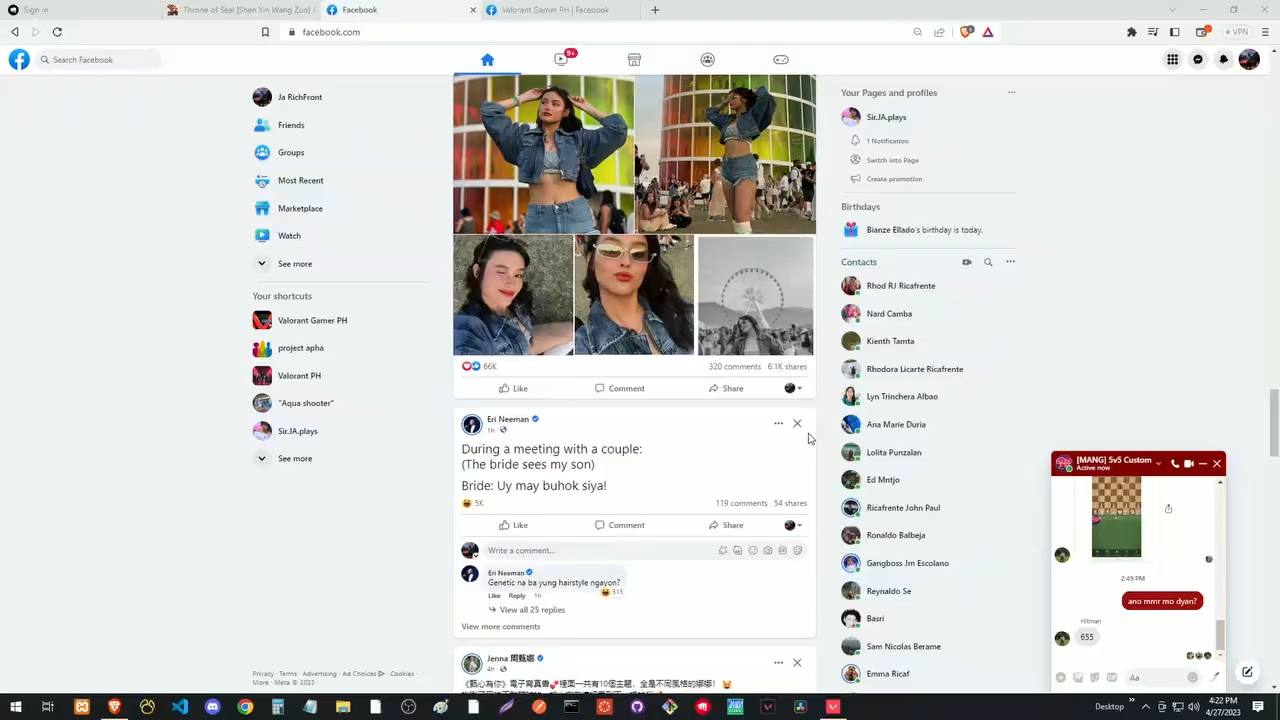 Sign in
Throne of Seal [Shen Yin Wang Zuo]
Facebook
Valorant Gamer PH | Facebook
facebook.com
VPN
Search Facebook
9+
Ja RichFront
Friends
Groups
Most Recent
Marketplace
Watch
See more
Your shortcuts
Valorant Gamer PH
project apha
Valorant PH
"Aqua shooter"
Sir.JA.plays
See more
Privacy · Terms · Advertising · Ad Choices · Cookies ·
More · Meta © 2023
66K
320 comments 6.1K shares
Like Comment Share
Eri Neeman
1h
During a meeting with a couple:
(The bride sees my son)
Bride: Uy may buhok siya!
5K
119 comments 54 shares
Like Comment Share
Write a comment...
Eri Neeman
Genetic na ba yung hairstyle ngayon?
515
Like Reply 1h
View all 25 replies
View more comments
Jenna 周甄娜
4h
Your Pages and profiles
Sir.JA.plays
1 Notification
Switch into Page
Create promotion
Birthdays
Bianze Ellado's birthday is today.
Contacts
Rhod RJ Ricafrente
Nard Camba
Kienth Tamta
Rhodora Licarte Ricafrente
Lyn Trinchera Albao
Ana Marie Duria
Lolita Punzalan
Ed Mntjo
Ricafrente John Paul
Ronaldo Balbeja
Gangboss Jm Escolano
Reynaldo Se
Basri
Sam Nicolas Berame
Emma Ricaf
[MANG] 5v5 Custom
Active now
2:49 PM
ano mmr mo dyan?
Hitman
655
Aa
Desktop
4:22 PM
4/27/2023